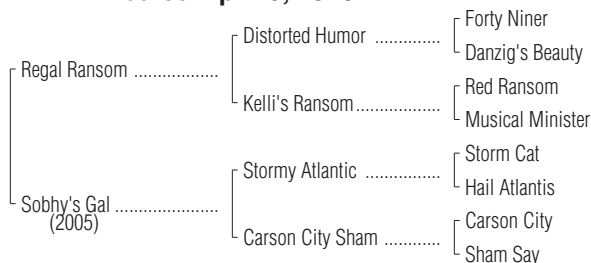 Forty Niner
Distorted Humor ..............
Danzig's Beauty
Regal Ransom ..................
Red Ransom
Kelli's Ransom..................
Musical Minister
Storm Cat
Stormy Atlantic ................
Hail Atlantis
Sobhy's Gal ......................
(2005)
Carson City
Carson City Sham ............
Sham Say